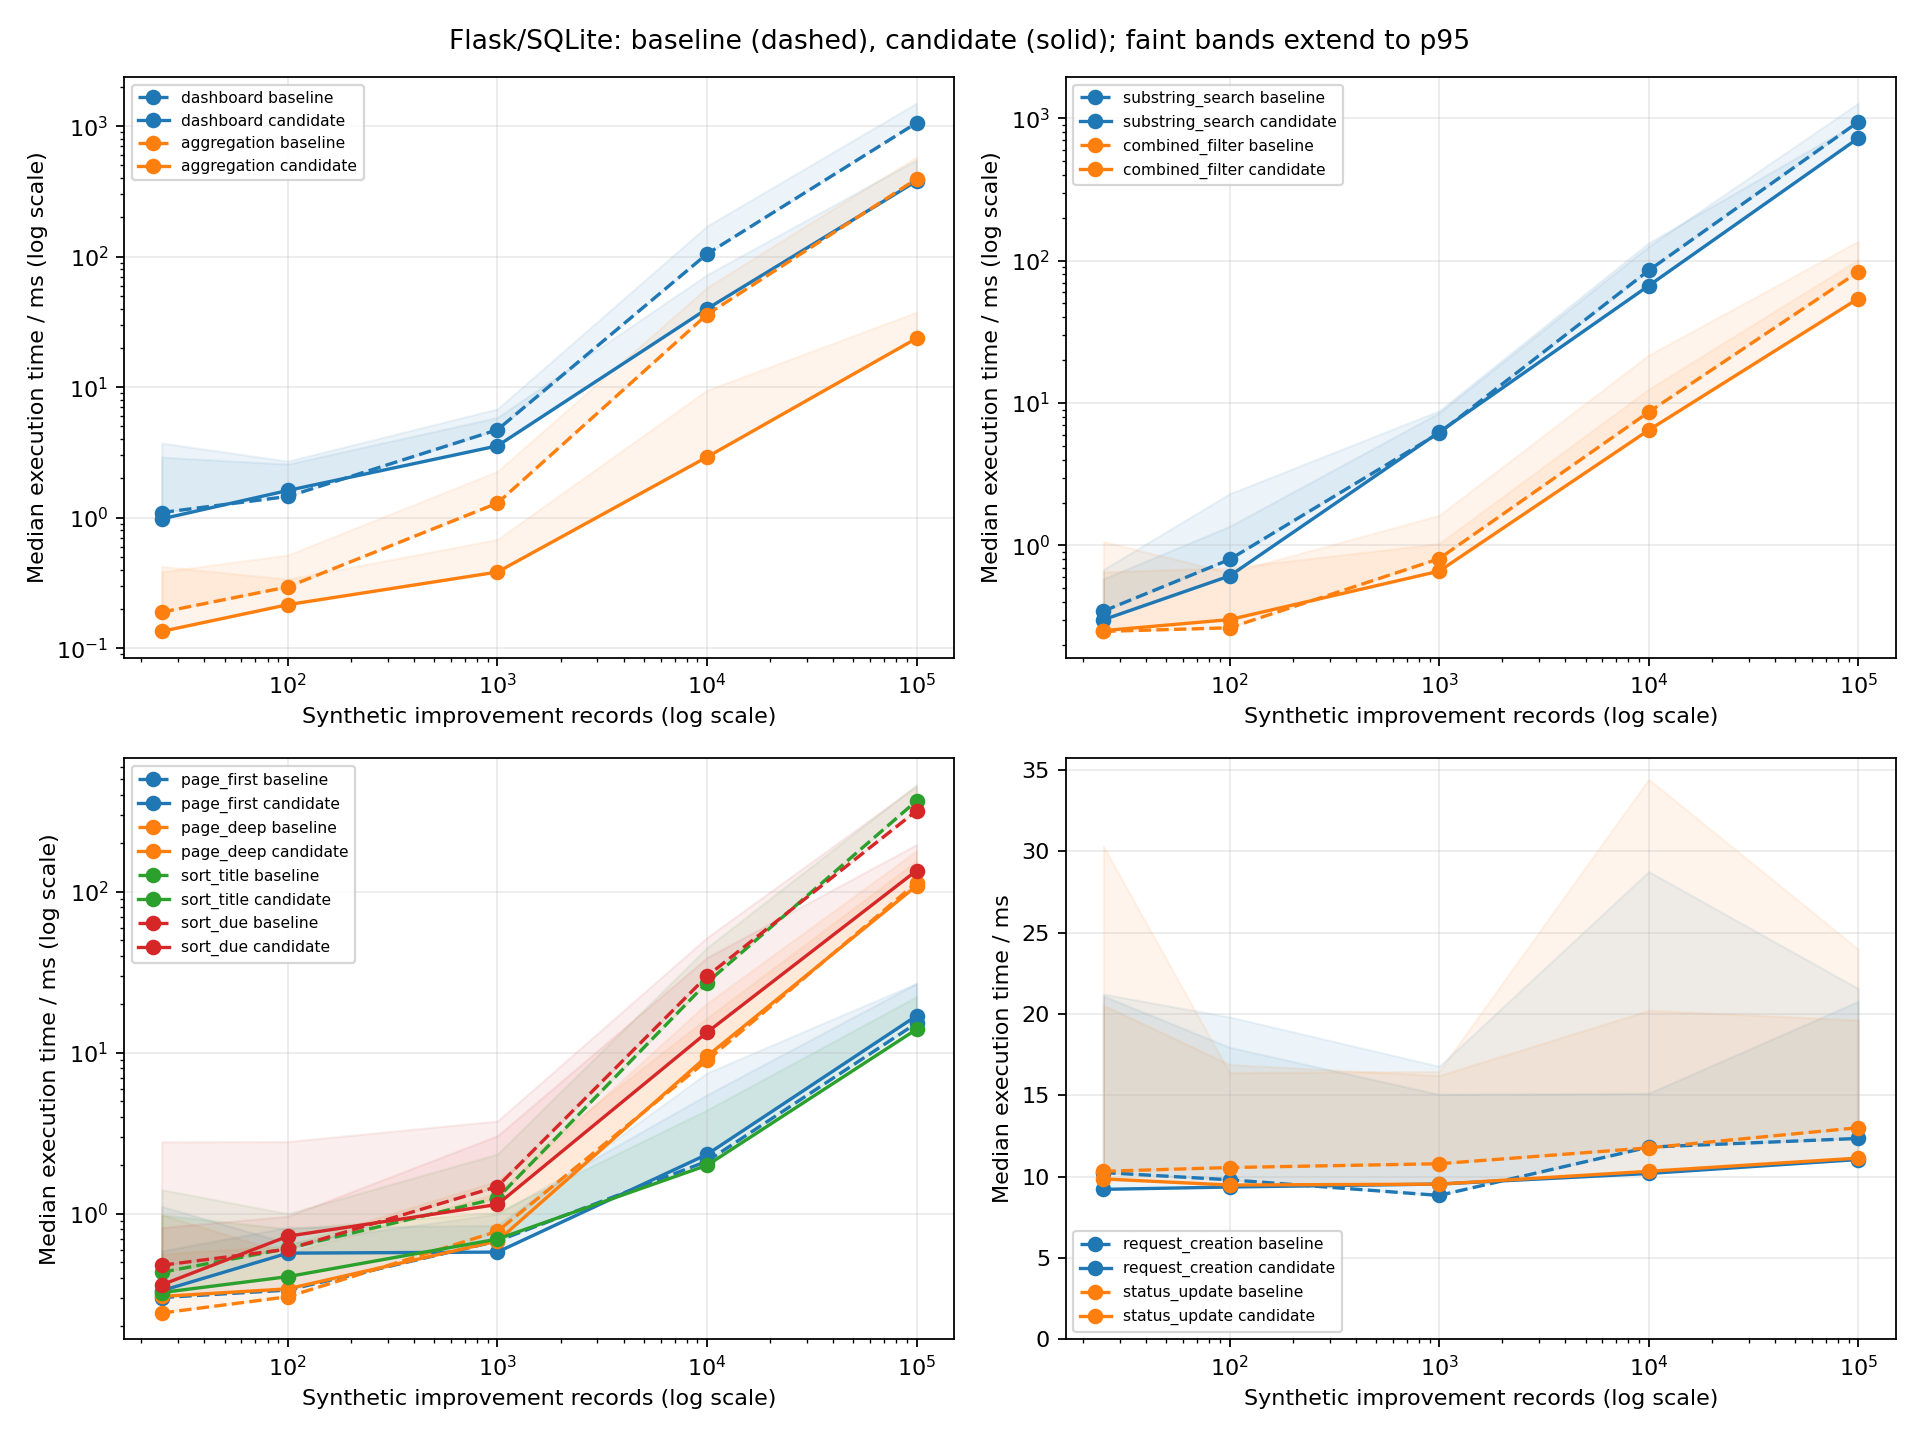 Flask/SQLite: baseline (dashed), candidate (solid); faint bands extend to p95
dashboard baseline
dashboard candidate
aggregation baseline
aggregation candidate
Median execution time / ms (log scale)
10³
10²
10¹
10⁰
10⁻¹
10² 10³ 10⁴ 10⁵
Synthetic improvement records (log scale)
substring_search baseline
substring_search candidate
combined_filter baseline
combined_filter candidate
Median execution time / ms (log scale)
10³
10²
10¹
10⁰
10² 10³ 10⁴ 10⁵
Synthetic improvement records (log scale)
page_first baseline
page_first candidate
page_deep baseline
page_deep candidate
sort_title baseline
sort_title candidate
sort_due baseline
sort_due candidate
Median execution time / ms (log scale)
10²
10¹
10⁰
10² 10³ 10⁴ 10⁵
Synthetic improvement records (log scale)
Median execution time / ms
35
30
25
20
15
10
5
0
request_creation baseline
request_creation candidate
status_update baseline
status_update candidate
10² 10³ 10⁴ 10⁵
Synthetic improvement records (log scale)